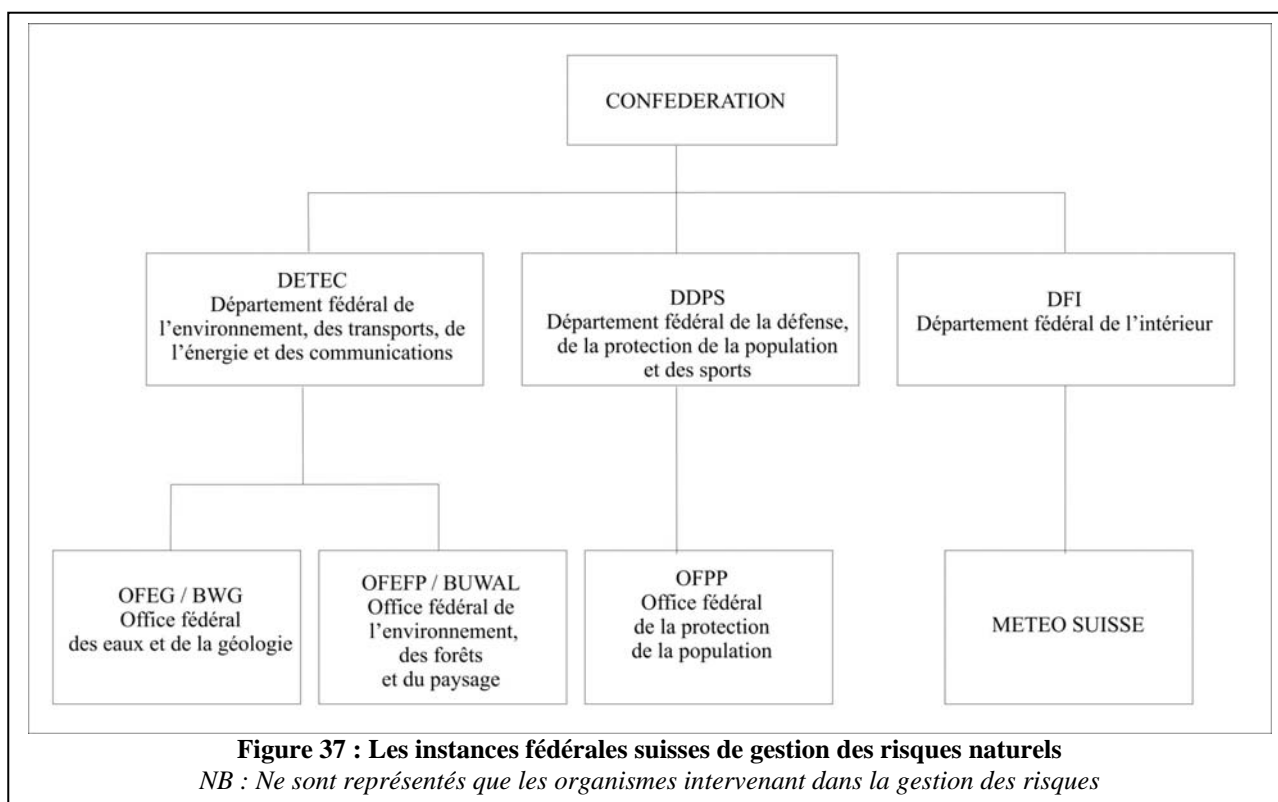 CONFEDERATION
DETEC
Département fédéral de
l’environnement, des transports, de
l’énergie et des communications
DDPS
Département fédéral de la défense,
de la protection de la population
et des sports
DFI
Département fédéral de l’intérieur
OFEG / BWG
Office fédéral
des eaux et de la géologie
OFEFP / BUWAL
Office fédéral de
l’environnement,
des forêts
et du paysage
OFPP
Office fédéral
de la protection
de la population
METEO SUISSE
Figure 37 : Les instances fédérales suisses de gestion des risques naturels
NB : Ne sont représentés que les organismes intervenant dans la gestion des risques